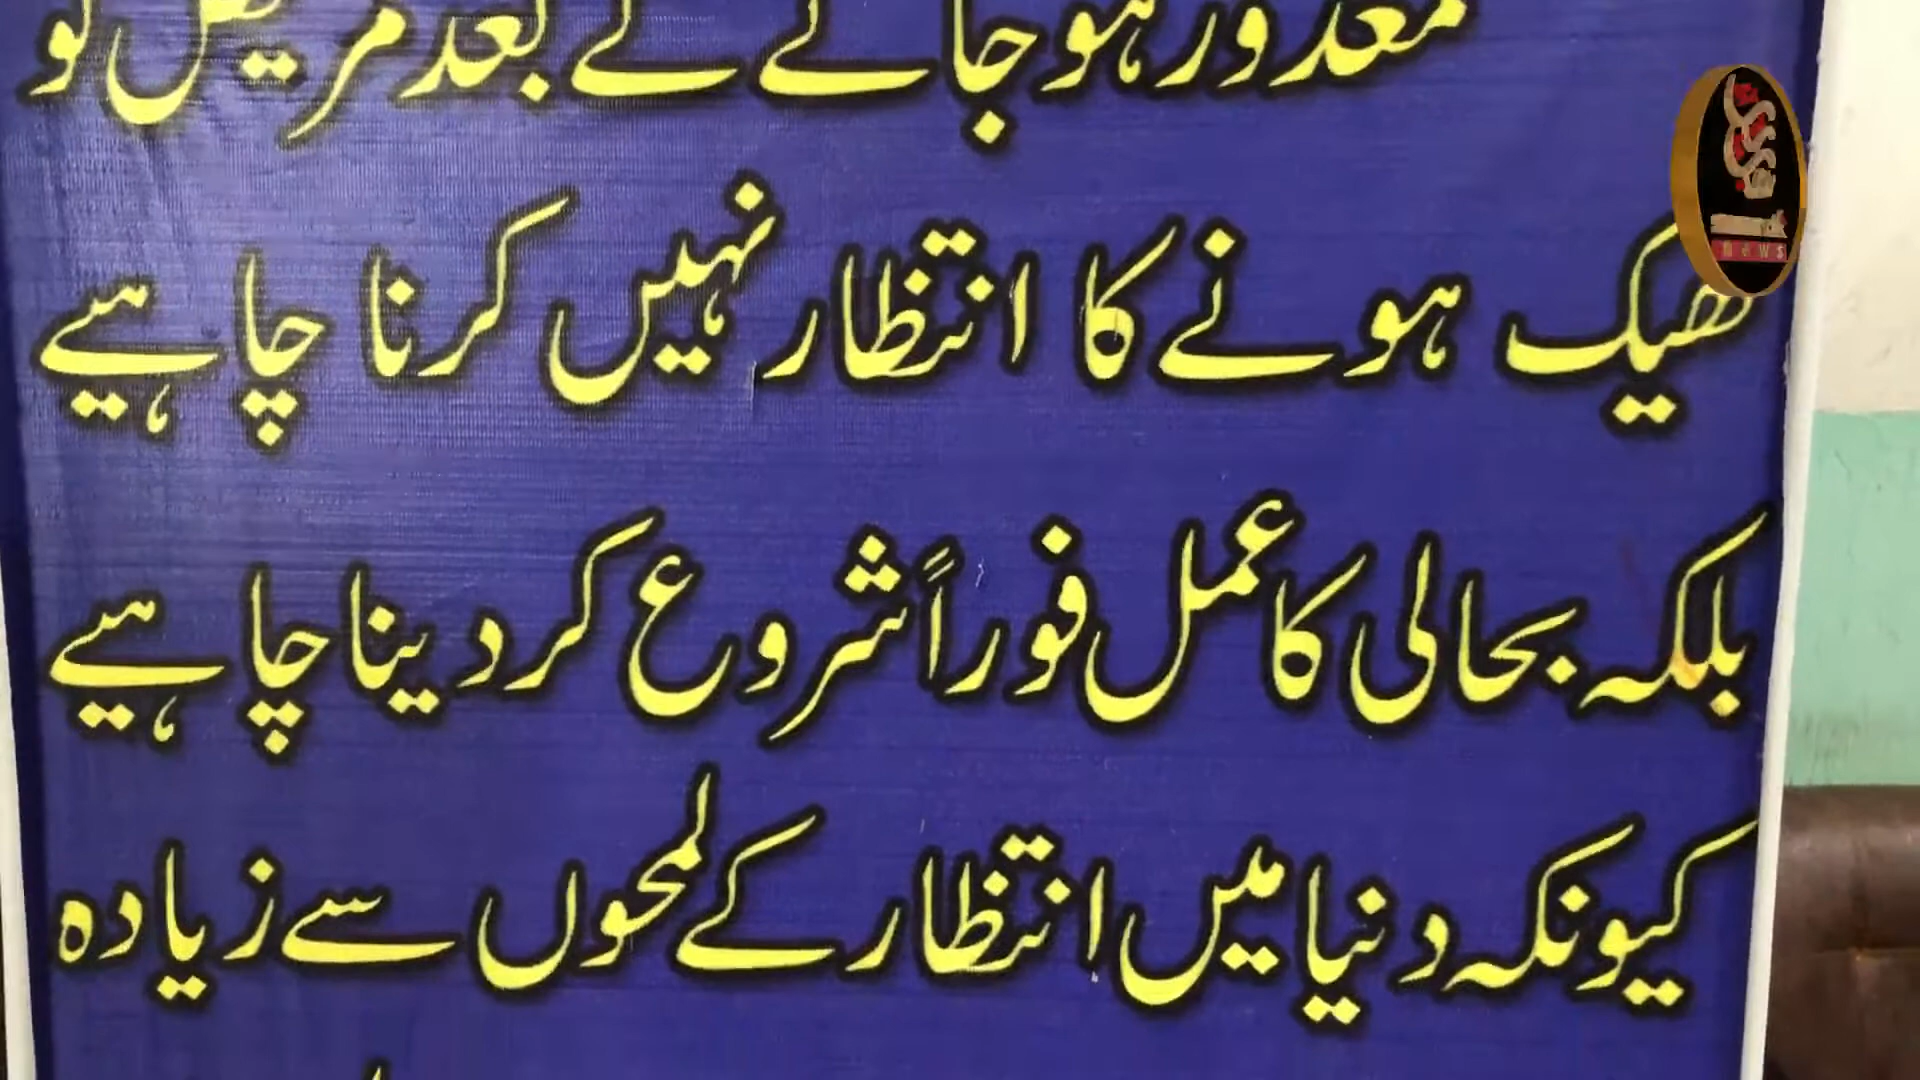 معذور ہو جانے کے بعد مریض کو
ٹھیک ہونے کا انتظار نہیں کرنا چاہیے
بلکہ بحالی کا عمل فوراً شروع کر دینا چاہیے
کیونکہ دنیا میں انتظار کے لمحوں سے زیادہ
news